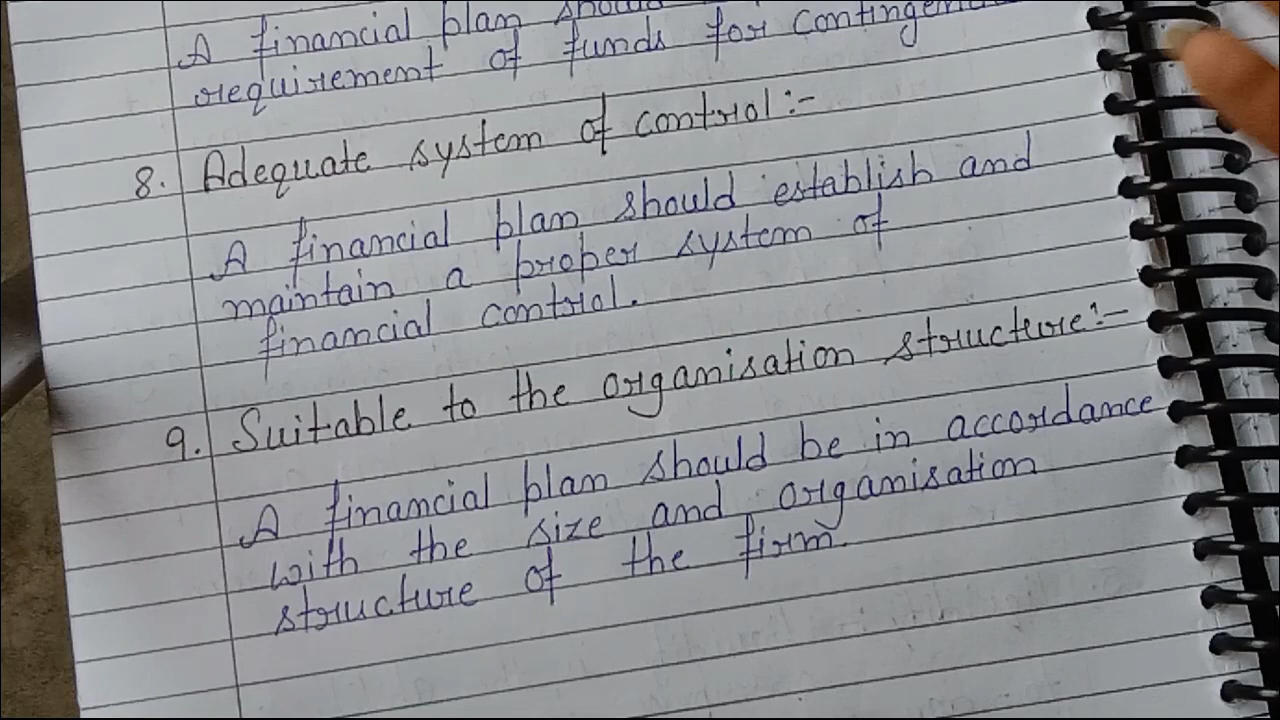 A financial plan should
requirement of funds for
8. Adequate system of control :-
A financial plan should establish and
maintain a proper system of
financial control.
9. Suitable to the organisation structure :-
A financial plan should be in accordance
with the size and organisation
structure of the firm.